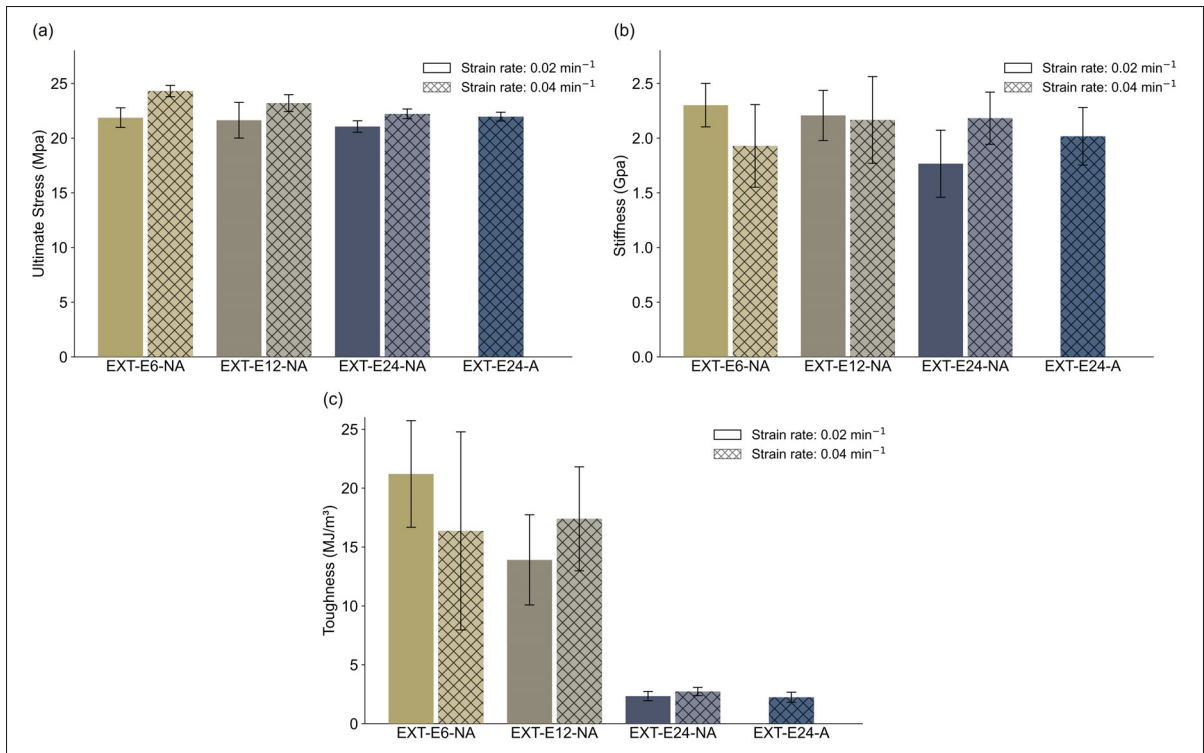 (a)
Strain rate: 0.02 min⁻¹
Strain rate: 0.04 min⁻¹
Ultimate Stress (Mpa)
25
20
15
10
5
0
EXT-E6-NA EXT-E12-NA EXT-E24-NA EXT-E24-A
(b)
Strain rate: 0.02 min⁻¹
Strain rate: 0.04 min⁻¹
Stiffness (Gpa)
2.5
2.0
1.5
1.0
0.5
0.0
EXT-E6-NA EXT-E12-NA EXT-E24-NA EXT-E24-A
(c)
Strain rate: 0.02 min⁻¹
Strain rate: 0.04 min⁻¹
Toughness (MJ/m³)
25
20
15
10
5
0
EXT-E6-NA EXT-E12-NA EXT-E24-NA EXT-E24-A